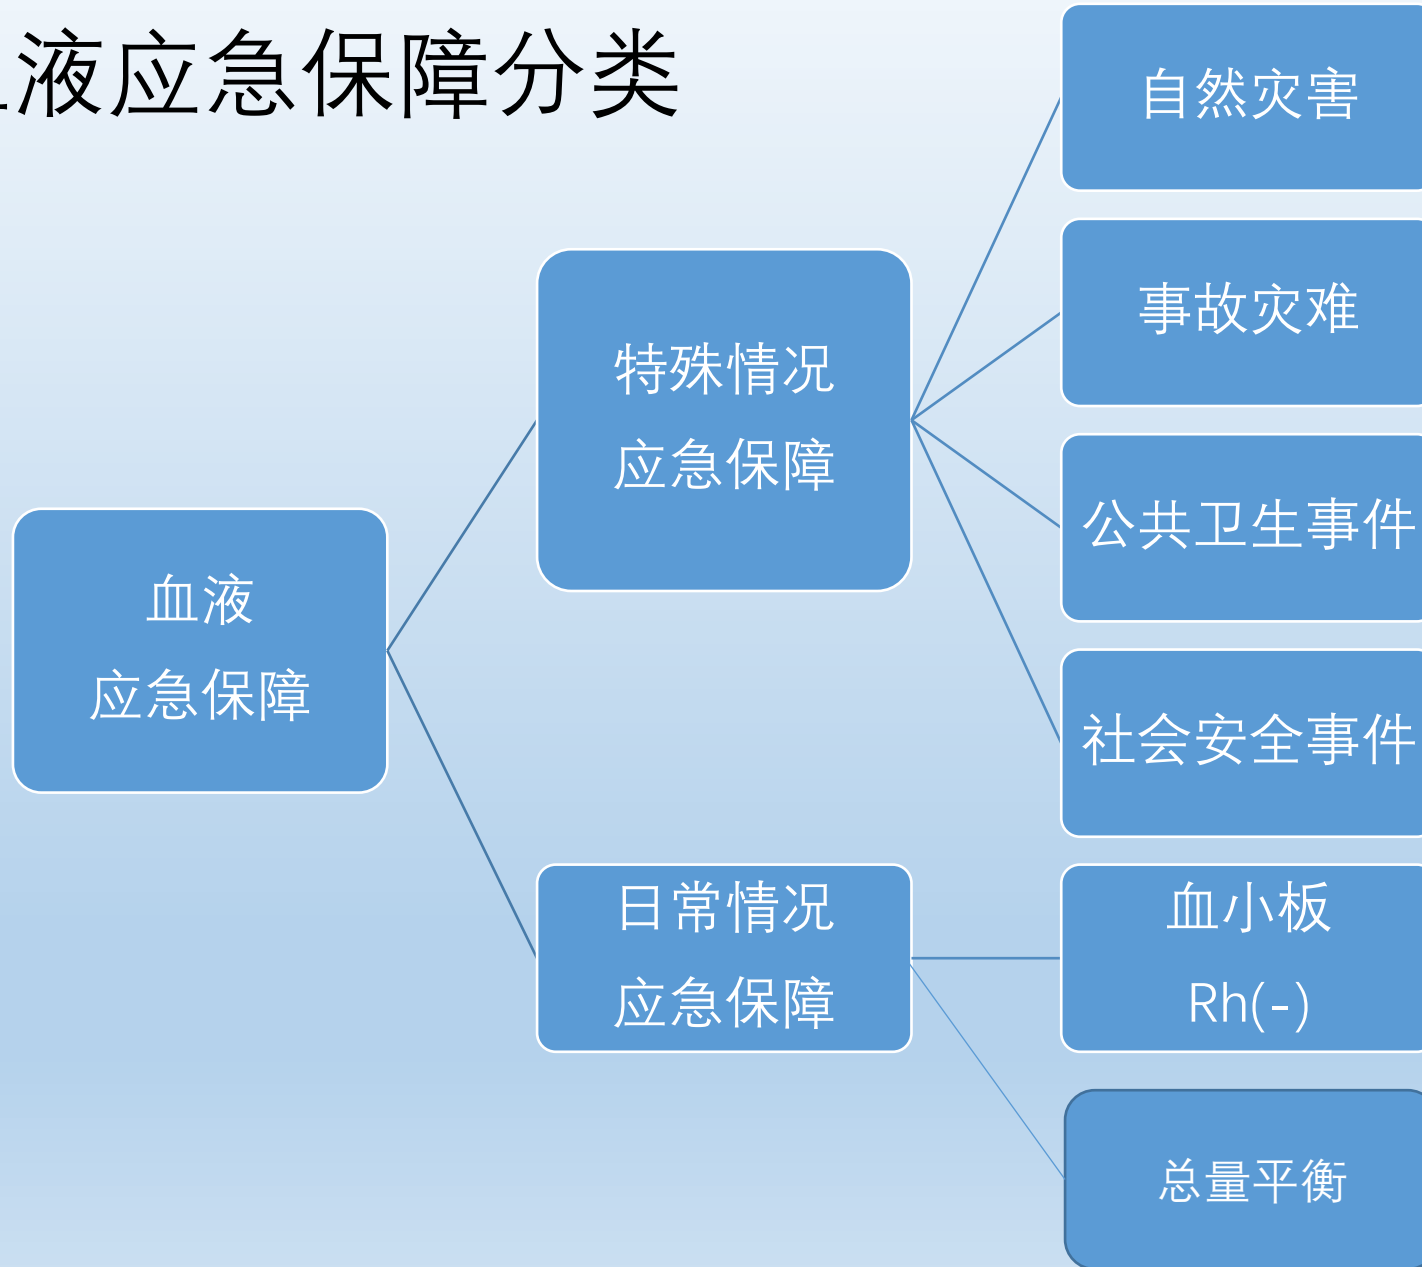 液应急保障分类
自然灾害
事故灾难
特殊情况
应急保障
公共卫生事件
血液
应急保障
社会安全事件
日常情况
应急保障
血小板
Rh(-)
总量平衡